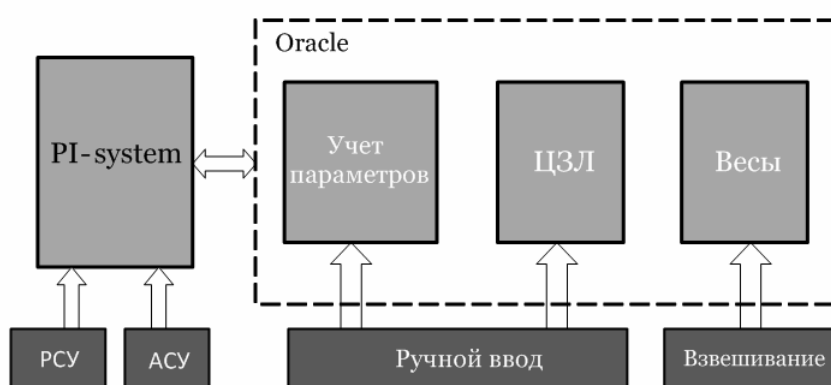 Oracle
PI-system
Учет
параметров
ЦЗЛ
Весы
РСУ
АСУ
Ручной ввод
Взвешивание